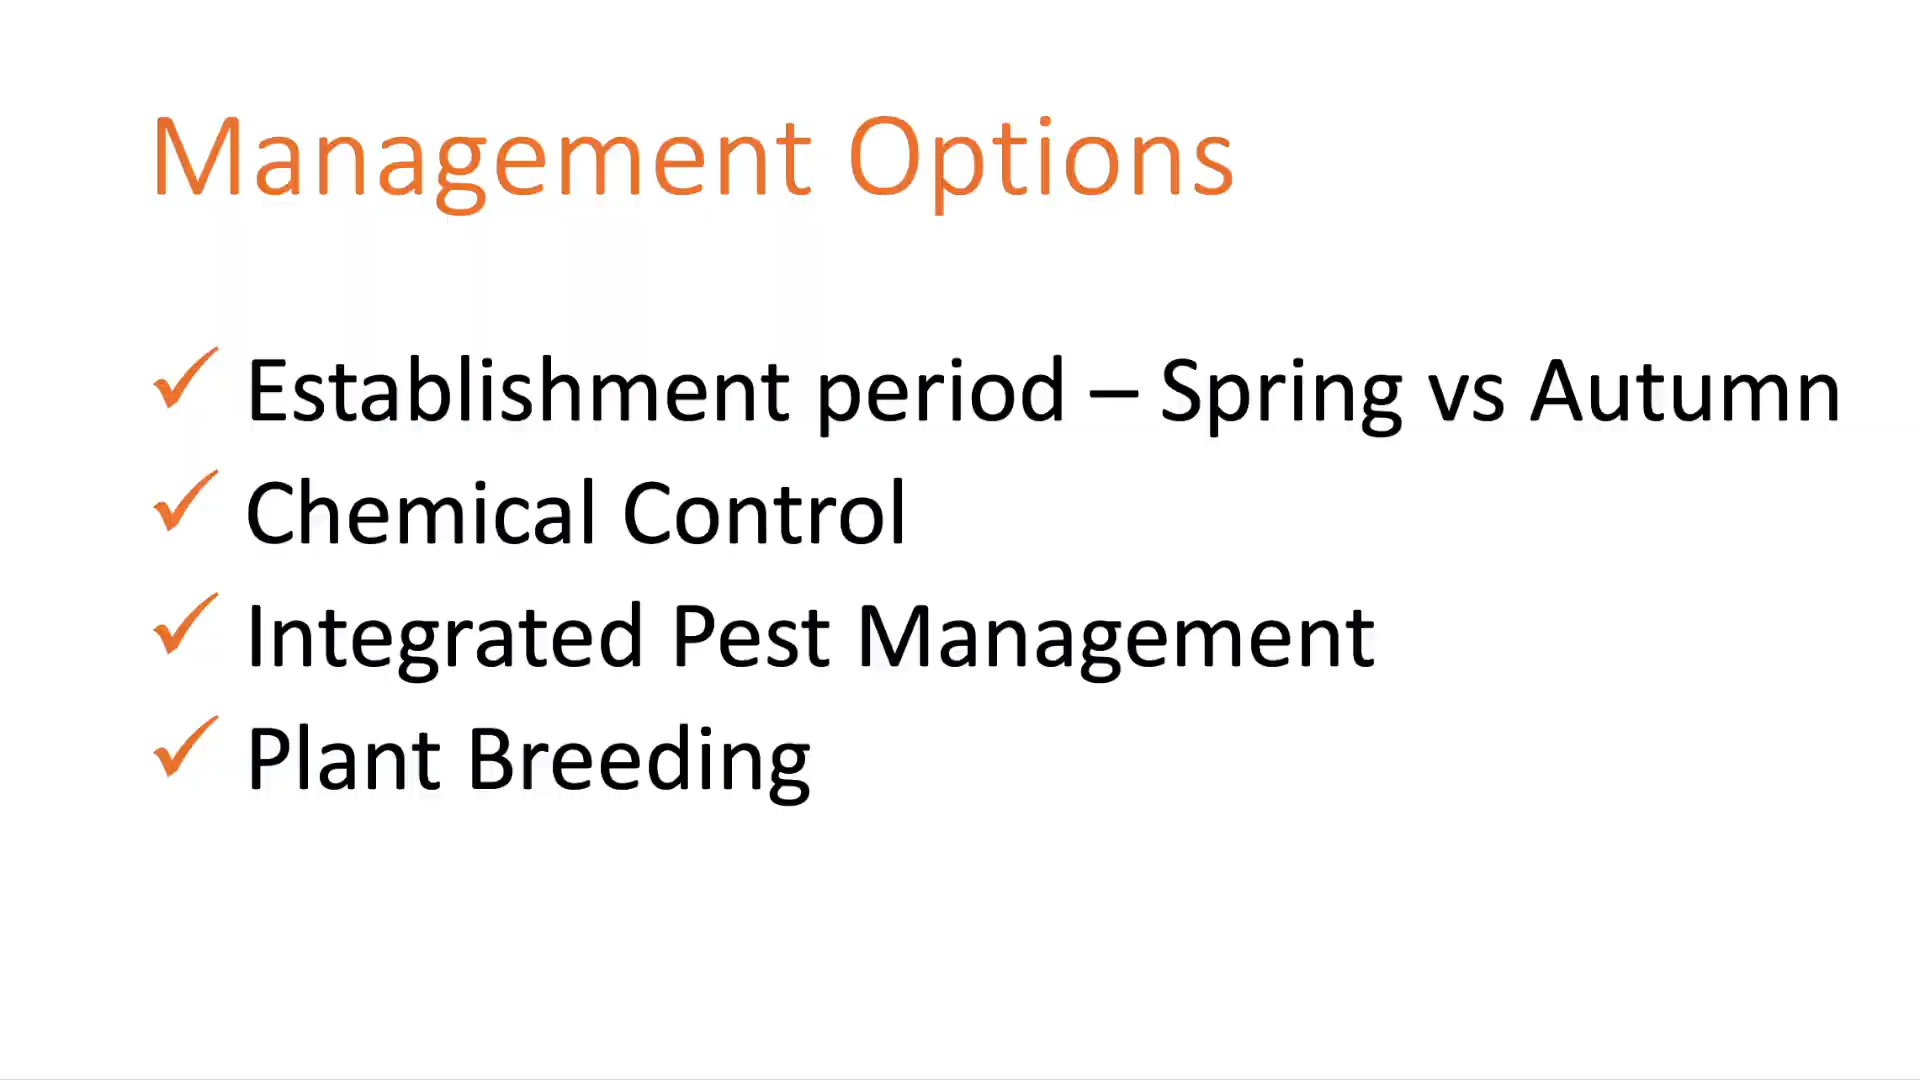 Management Options
✓ Establishment period – Spring vs Autumn
✓ Chemical Control
✓ Integrated Pest Management
✓ Plant Breeding